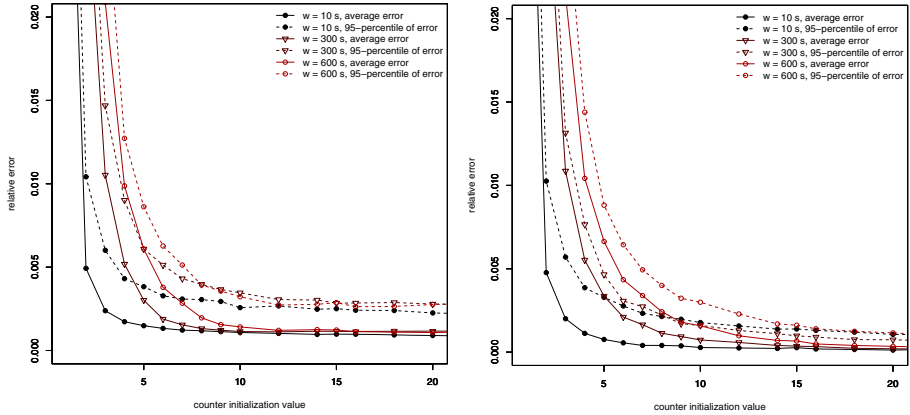 0.020
0.015
0.010
0.005
0.000
relative error
w = 10 s, average error
w = 10 s, 95−percentile of error
w = 300 s, average error
w = 300 s, 95−percentile of error
w = 600 s, average error
w = 600 s, 95−percentile of error
5
10
15
20
counter initialization value
0.020
0.015
0.010
0.005
0.000
relative error
w = 10 s, average error
w = 10 s, 95−percentile of error
w = 300 s, average error
w = 300 s, 95−percentile of error
w = 600 s, average error
w = 600 s, 95−percentile of error
5
10
15
20
counter initialization value